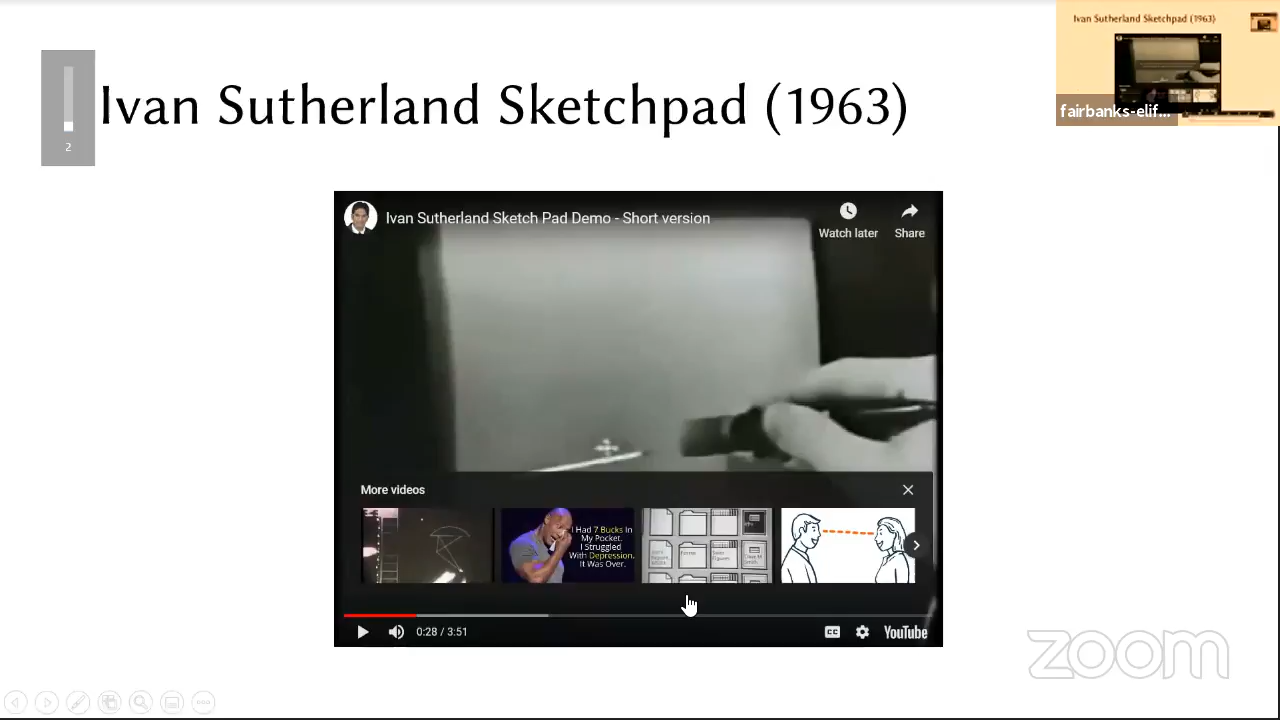 Ivan Sutherland Sketchpad (1963)
2
Ivan Sutherland Sketchpad (1963)
fairbanks-elif...
Ivan Sutherland Sketch Pad Demo - Short version
Watch later
Share
More videos
I Had 7 Bucks In
My Pocket.
I Struggled
With Depression.
It Was Over.
0:28 / 3:51
CC
YouTube
zoom